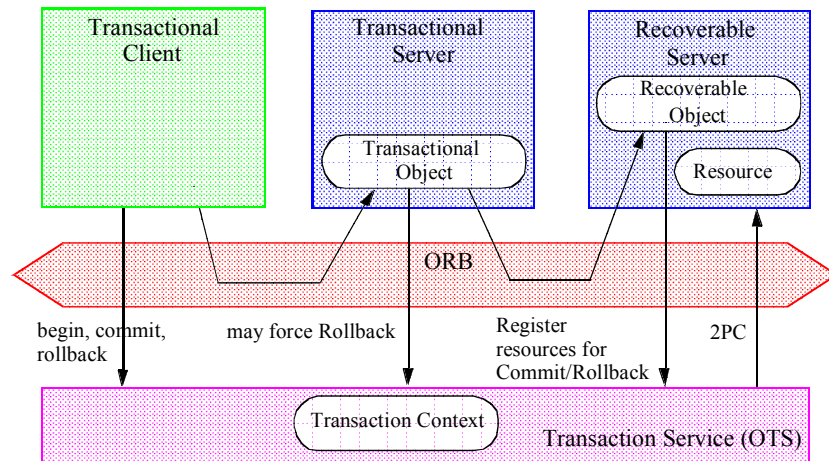 Transactional
Client
Transactional
Server
Recoverable
Server
Recoverable
Object
Transactional
Object
Resource
ORB
begin, commit,
rollback
may force Rollback
Register
resources for
Commit/Rollback
2PC
Transaction Context
Transaction Service (OTS)